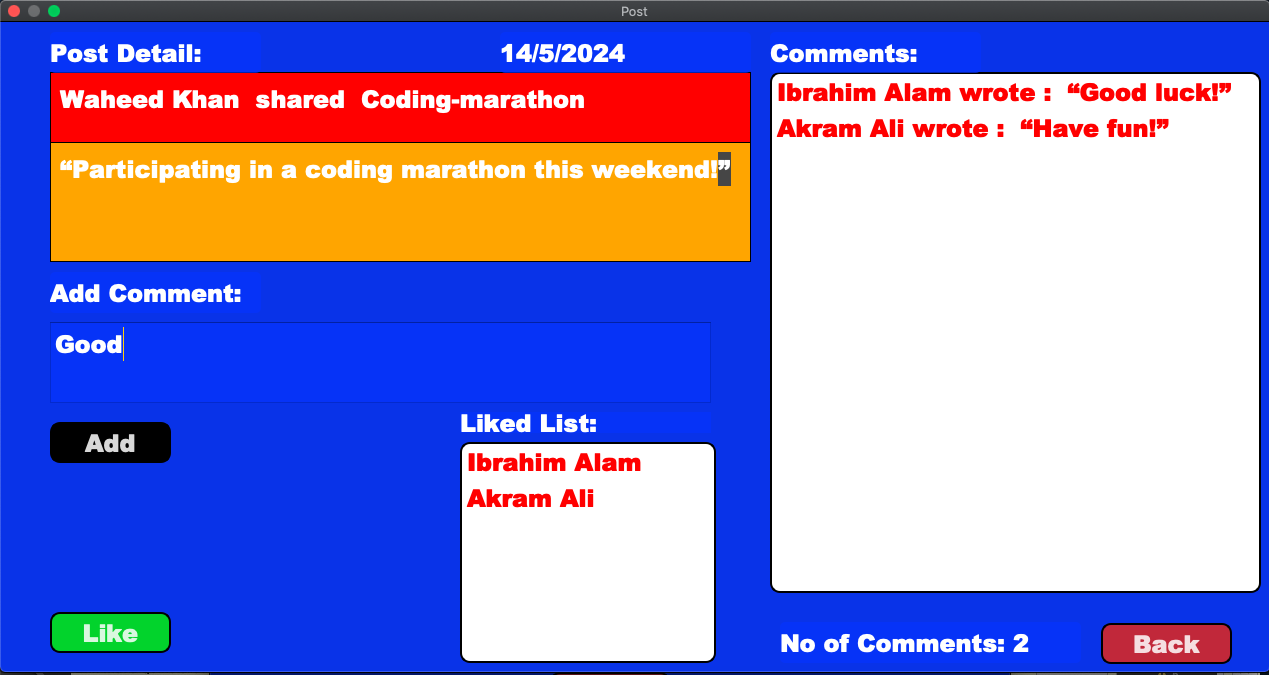 Post
Post Detail:
14/5/2024
Waheed Khan  shared  Coding-marathon
“Participating in a coding marathon this weekend!”
Add Comment:
Good
Add
Like
Liked List:
Ibrahim Alam
Akram Ali
Comments:
Ibrahim Alam wrote :  “Good luck!”
Akram Ali wrote :  “Have fun!”
No of Comments: 2
Back